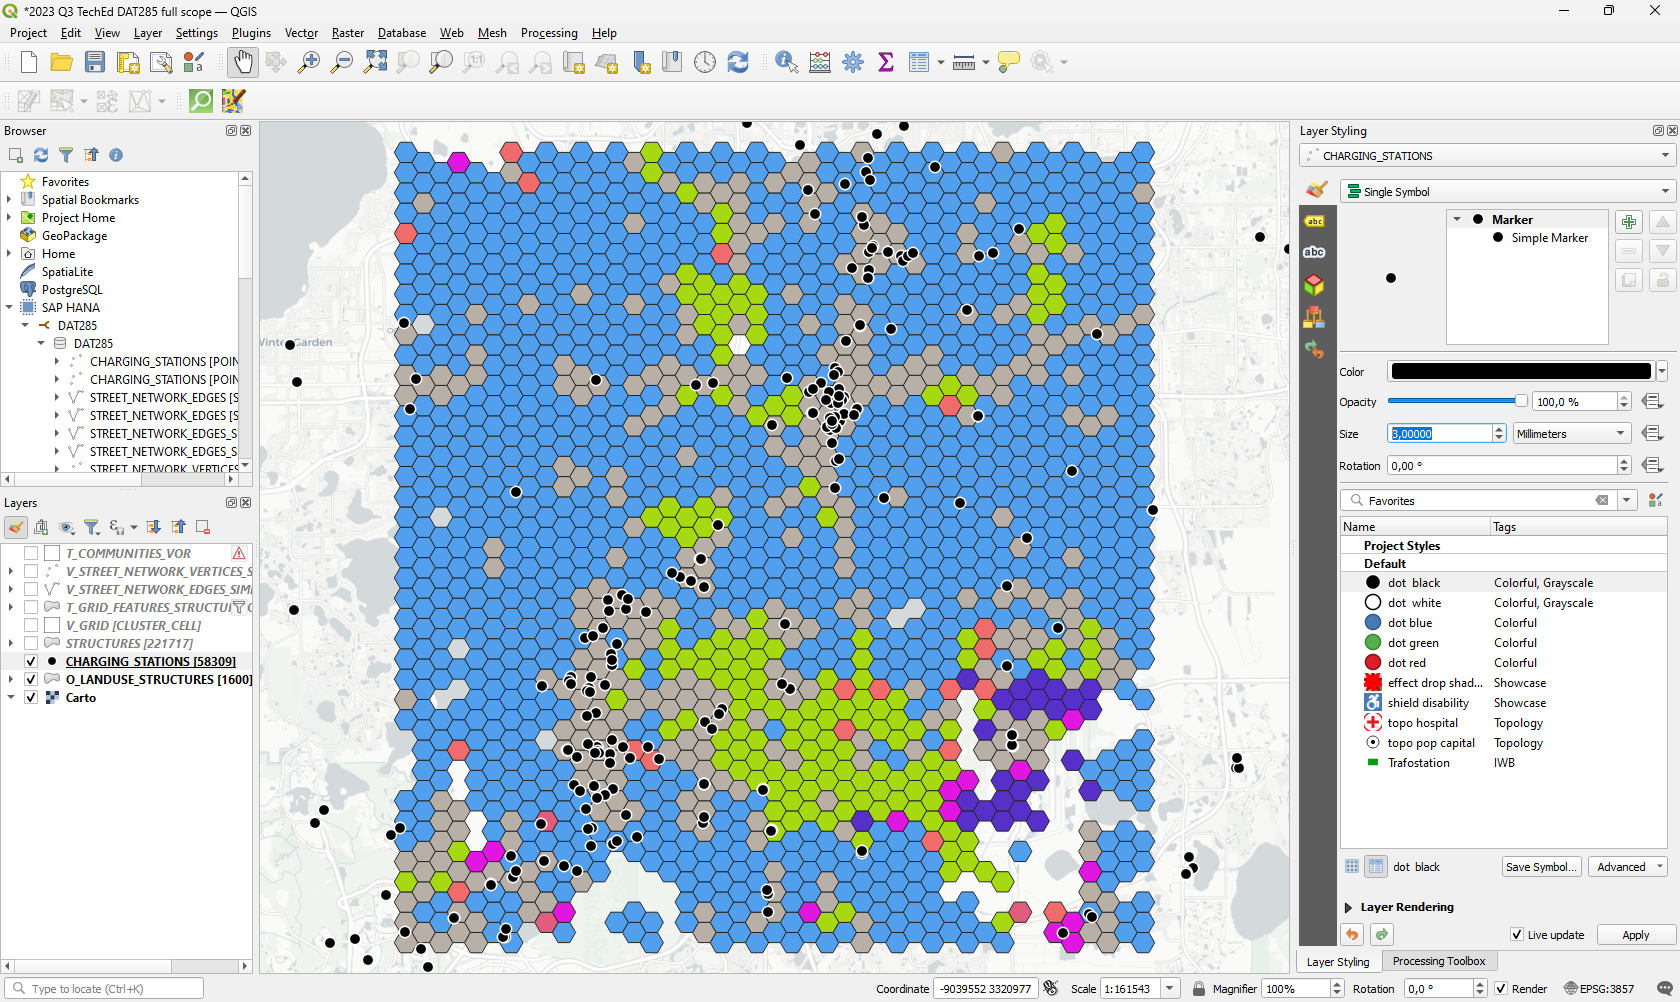 *2023 Q3 TechEd DAT285 full scope — QGIS
Project Edit View Layer Settings Plugins Vector Raster Database Web Mesh Processing Help
Browser
Favorites
Spatial Bookmarks
Project Home
GeoPackage
Home
SpatiaLite
PostgreSQL
SAP HANA
DAT285
DAT285
CHARGING_STATIONS [POIN
CHARGING_STATIONS [POIN
STREET_NETWORK_EDGES [S
STREET_NETWORK_EDGES [S
STREET_NETWORK_EDGES_S
STREET_NETWORK_EDGES_S
STREET_NETWORK_VERTICES
Layers
T_COMMUNITIES_VOR
V_STREET_NETWORK_VERTICES_S
V_STREET_NETWORK_EDGES_SIMI
T_GRID_FEATURES_STRUCTU
V_GRID [CLUSTER_CELL]
STRUCTURES [221717]
CHARGING_STATIONS [58309]
O_LANDUSE_STRUCTURES [1600]
Carto
Garden
Layer Styling
CHARGING_STATIONS
Single Symbol
Marker
Simple Marker
abc
abc
Color
Opacity 100,0 %
Size 3,00000 Millimeters
Rotation 0,00 °
Favorites
Name Tags
Project Styles
Default
dot black Colorful, Grayscale
dot white Colorful, Grayscale
dot blue Colorful
dot green Colorful
dot red Colorful
effect drop shad... Showcase
shield disability Showcase
topo hospital Topology
topo pop capital Topology
Trafostation IWB
dot black Save Symbol... Advanced
Layer Rendering
Live update Apply
Layer Styling Processing Toolbox
Type to locate (Ctrl+K) Coordinate -9039552 3320977 Scale 1:161543 Magnifier 100% Rotation 0,0 ° Render EPSG:3857